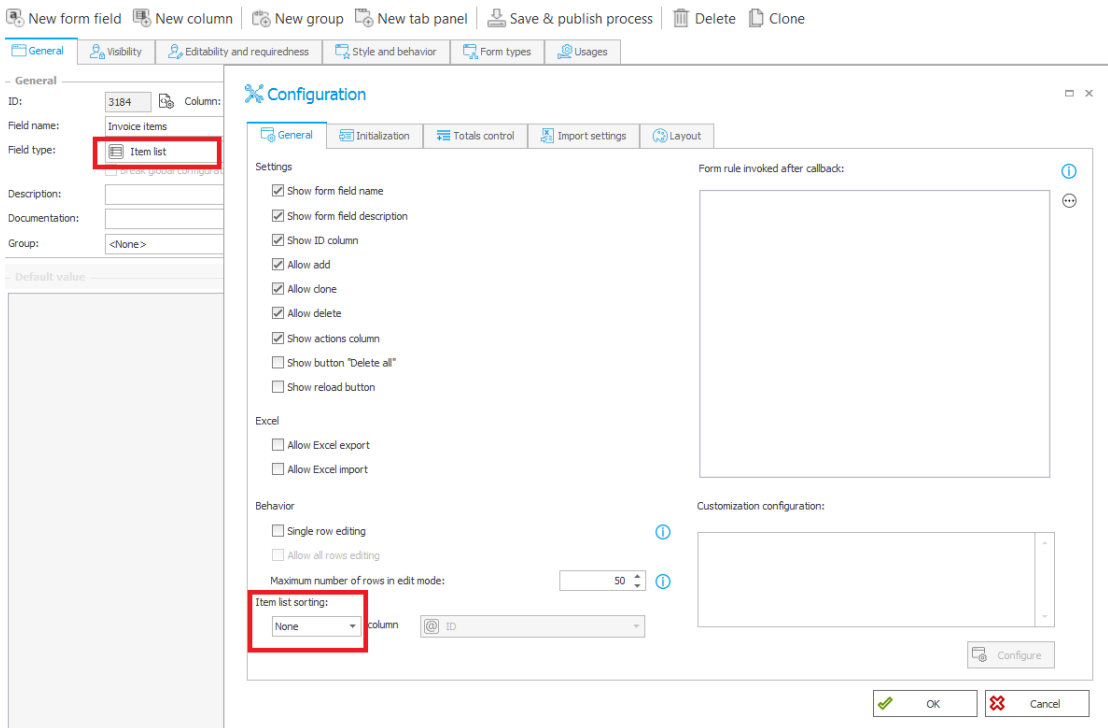 New form field New column New group New tab panel Save & publish process Delete Clone
General Visibility Editability and requiredness Style and behavior Form types Usages
General
ID: 3184 Column:
Field name: Invoice items
Field type: Item list
Break global configurat
Description:
Documentation:
Group: <None>
Default value
Configuration
General Initialization Totals control Import settings Layout
Settings
Show form field name
Show form field description
Show ID column
Allow add
Allow clone
Allow delete
Show actions column
Show button "Delete all"
Show reload button
Excel
Allow Excel export
Allow Excel import
Behavior
Single row editing
Allow all rows editing
Maximum number of rows in edit mode: 50
Item list sorting:
None column ID
Form rule invoked after callback:
Customization configuration:
Configure
OK Cancel